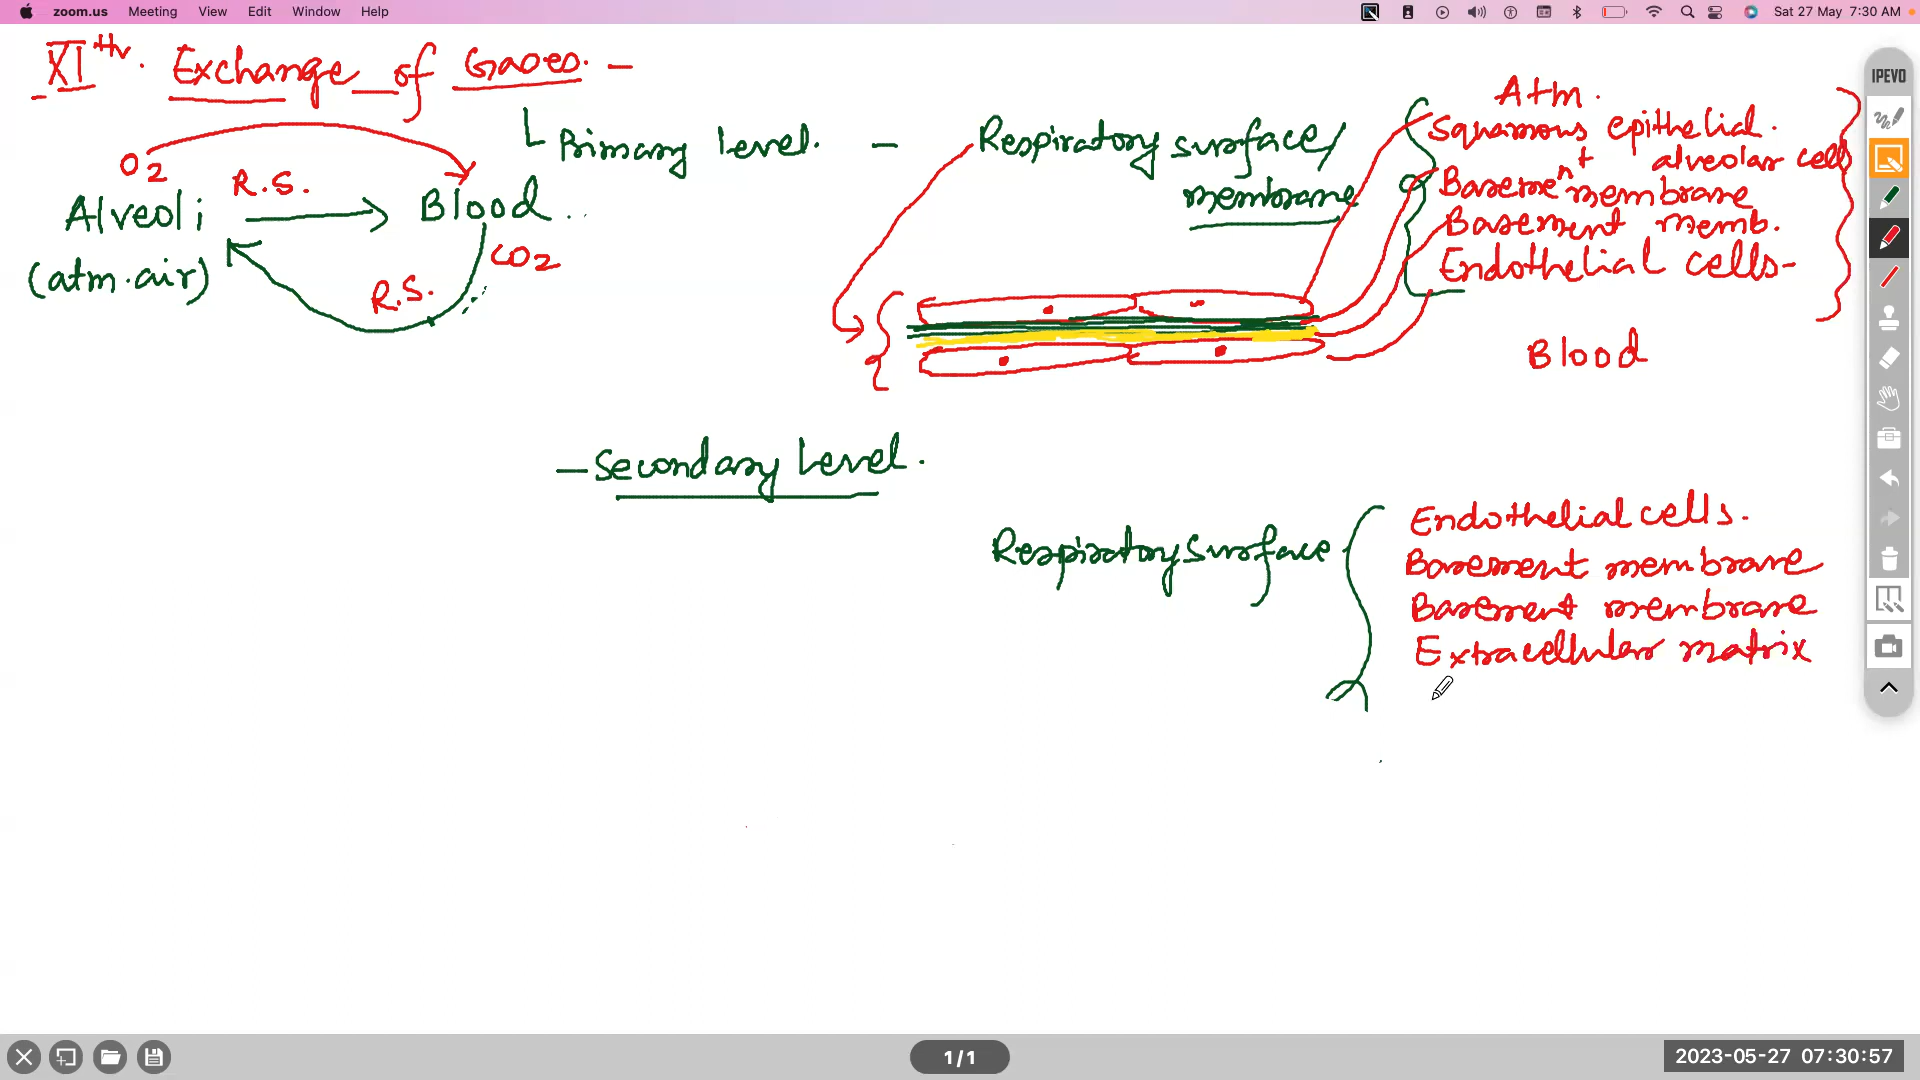 zoom.us Meeting View Edit Window Help Sat 27 May 7:30 AM
XIth. Exchange of Gases. -
IPEVO
Primary level. - Respiratory surface/
membrane
Atm.
Squamous epithelial.
alveolar cell
Basement membrane
Basement memb.
Endothelial cells-
Blood
O2
R.S.
Alveoli Blood.
(atm.air)
CO2
R.S.
- Secondary Level.
Respiratory surface
Endothelial cells.
Basement membrane
Basement membrane
Extracellular matrix
1/1
2023-05-27 07:30:57